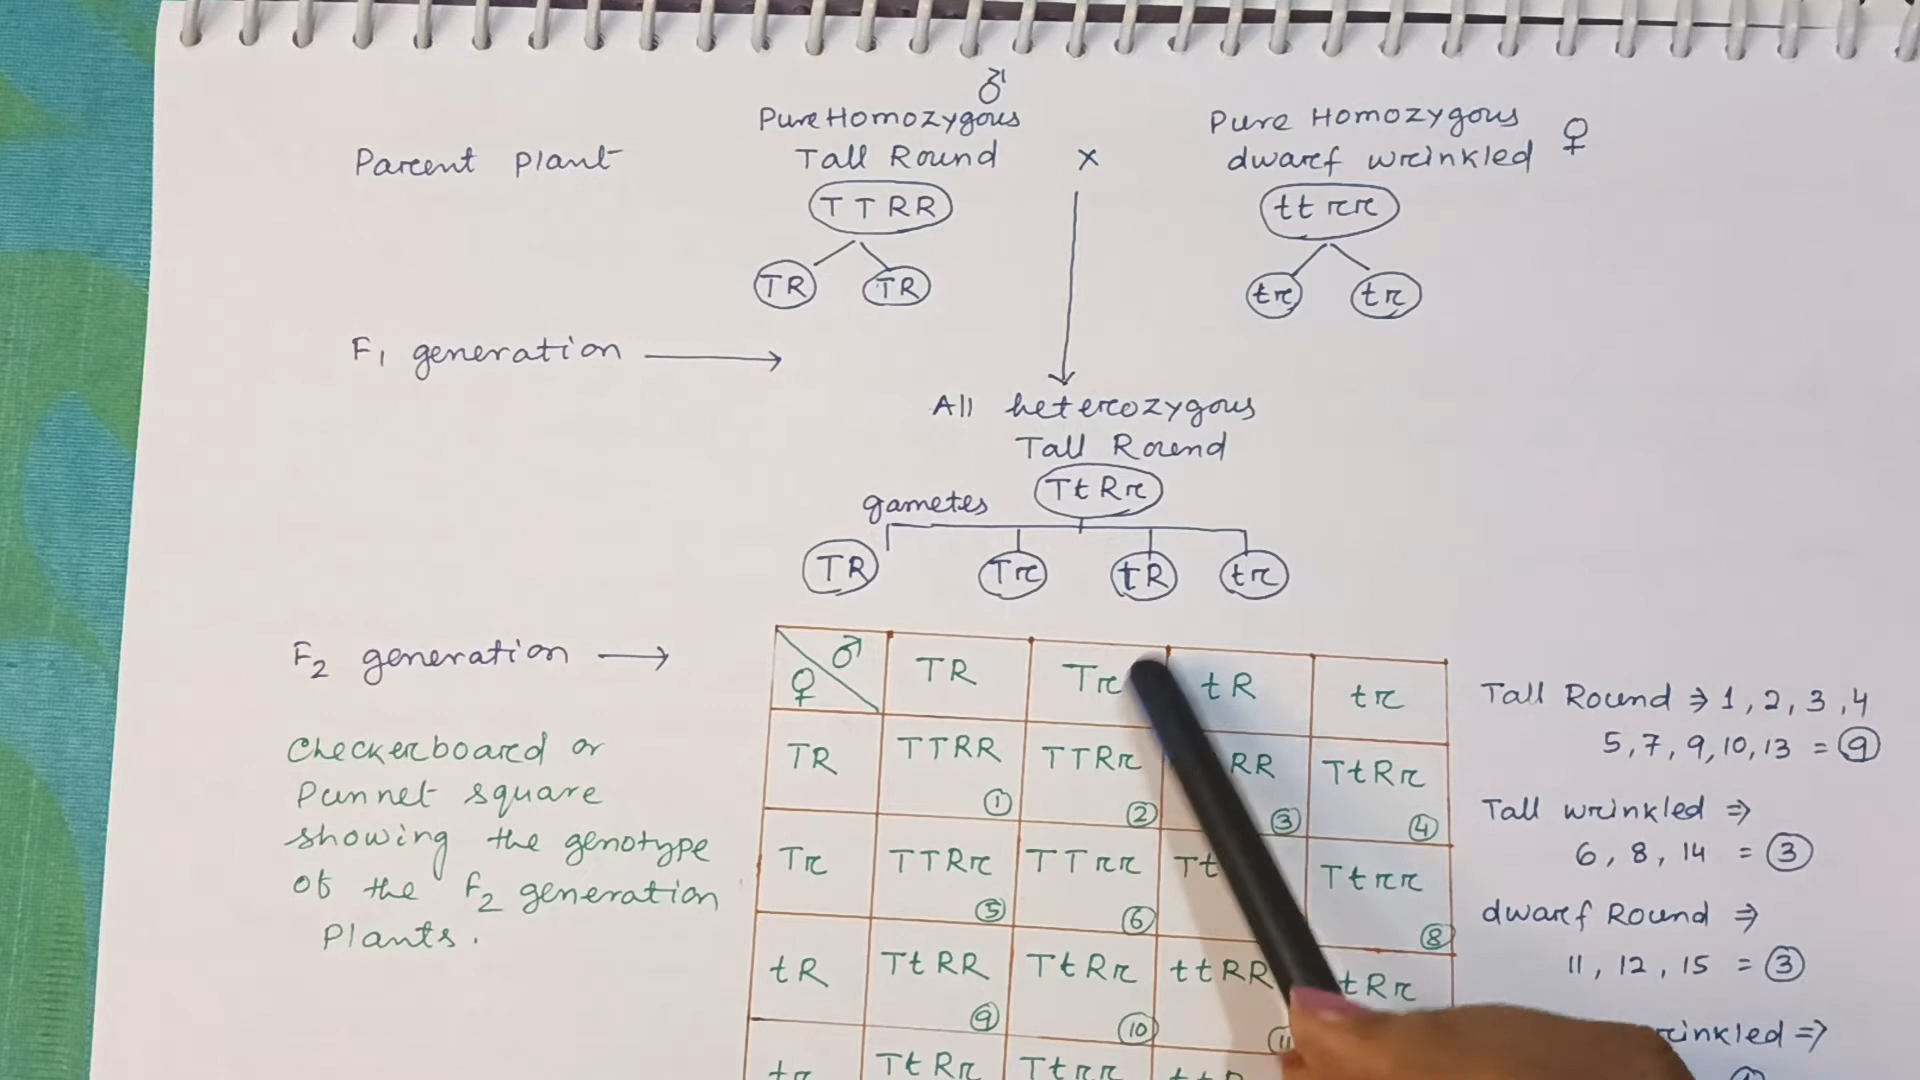 ♂
Pure Homozygous
Tall Round
Pure Homozygous
dwarf wrinkled ♀
Parent plant
×
TTRR
ttrr
TR TR
tr tr
F1 generation →
All heterozygous
Tall Round
TtRr
gametes
TR Tr tR tr
F2 generation →
♂ ♀ TR Tr tR tr
TR TTRR TTRr RR TtRr
1 2 3 4
Tr TTRr TTrr Tt Ttrr
5 6 8
tR TtRR TtRr ttRR tRr
9 10 11
tr TtRr Ttrr
Checkerboard or
Punnet square
showing the genotype
of the F2 generation
Plants.
Tall Round ⇒ 1, 2, 3, 4
5, 7, 9, 10, 13 = 9
Tall wrinkled ⇒
6, 8, 14 = 3
dwarf Round ⇒
11, 12, 15 = 3
rinkled ⇒